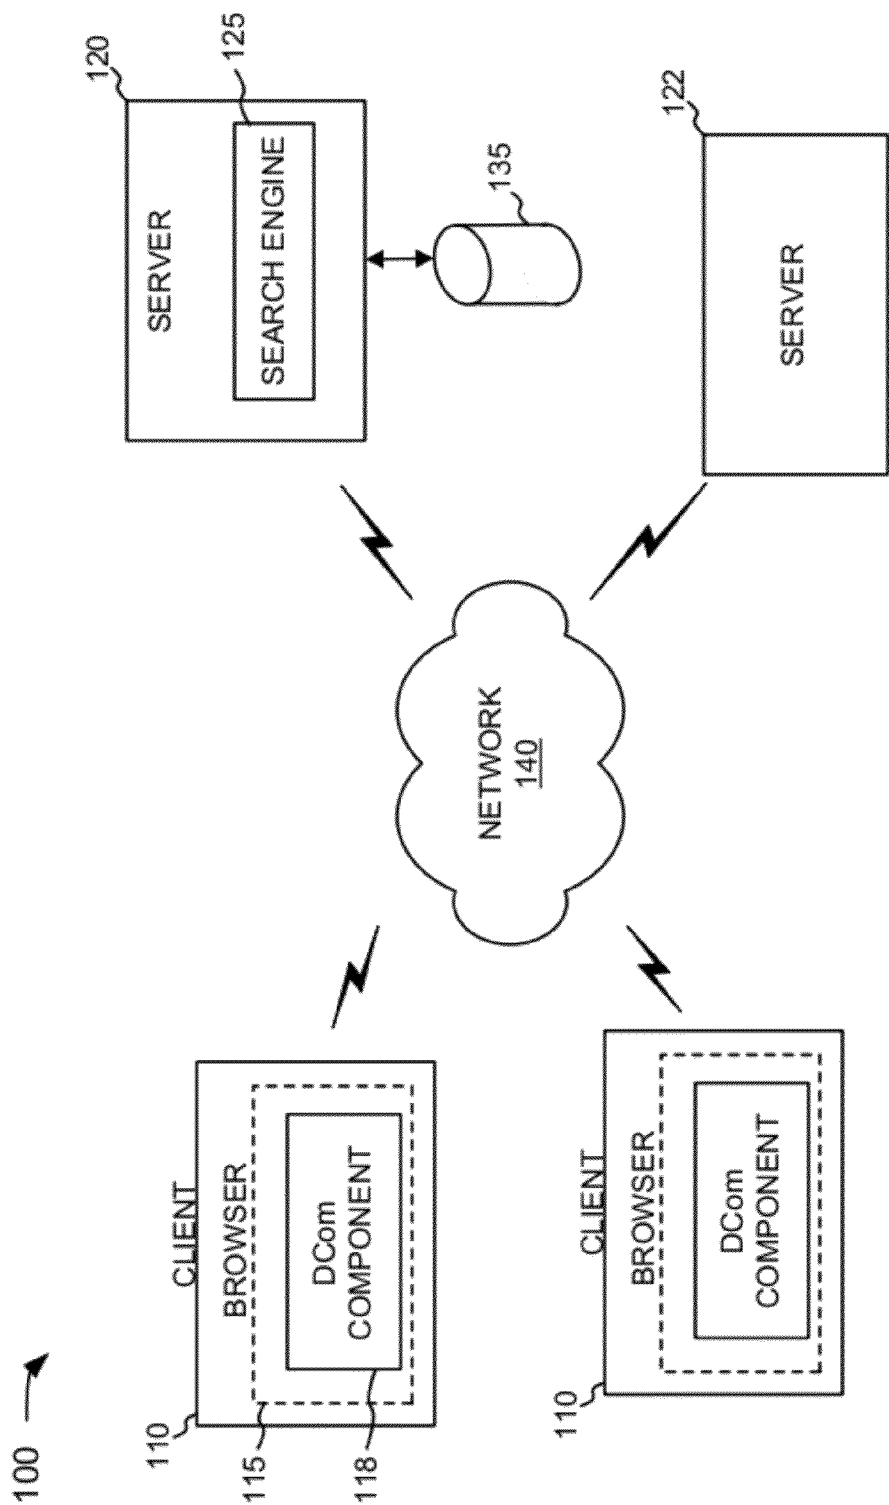 100
110
CLIENT
BROWSER
115
DCom
COMPONENT
118
110
CLIENT
BROWSER
DCom
COMPONENT
NETWORK
140
120
SERVER
125
SEARCH ENGINE
135
122
SERVER